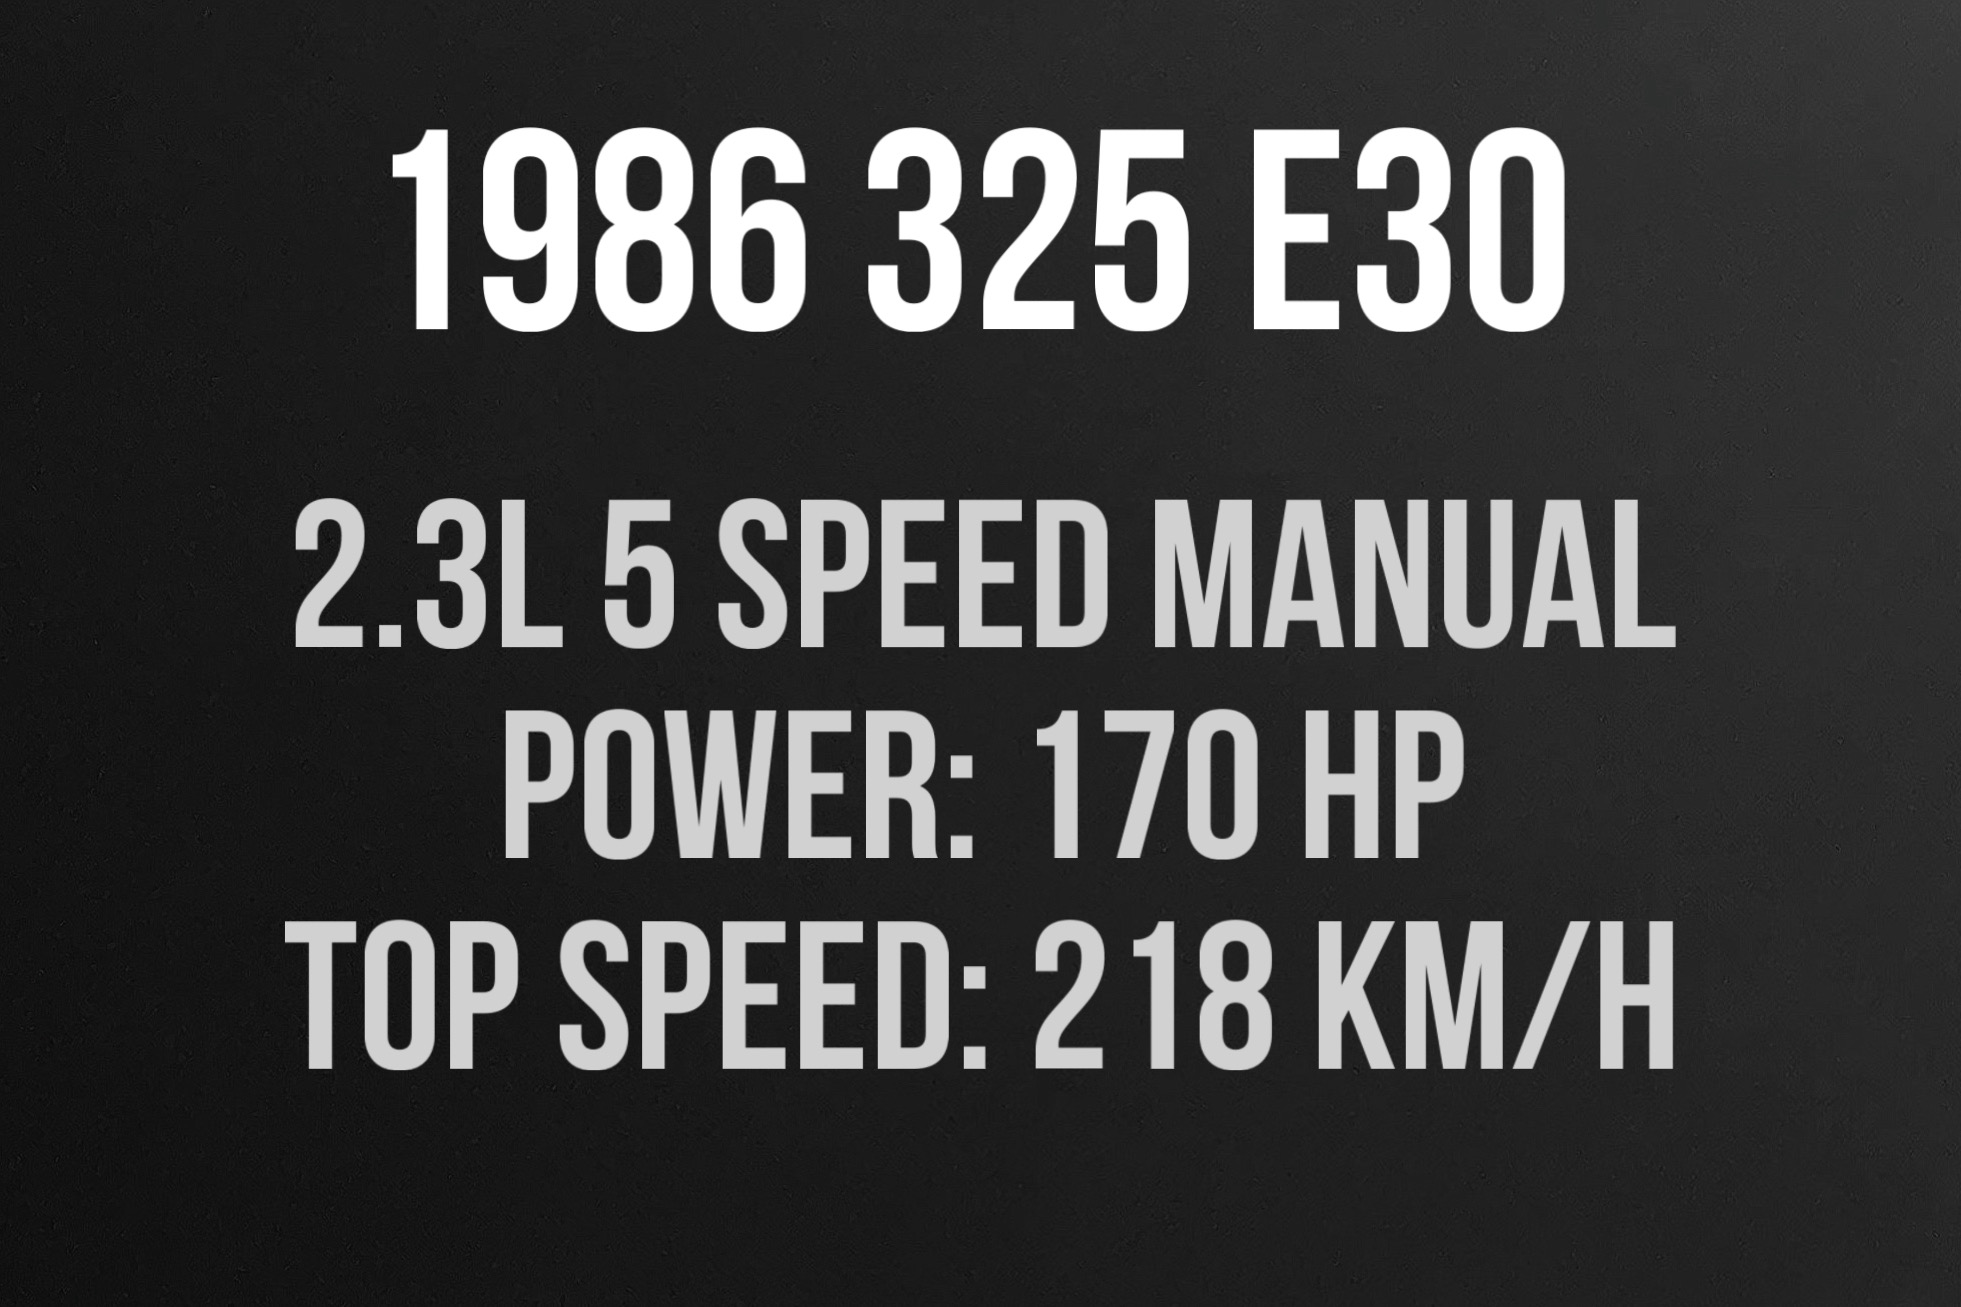 1986 325 E30
2.3L 5 SPEED MANUAL
POWER: 170 HP
TOP SPEED: 218 KM/H